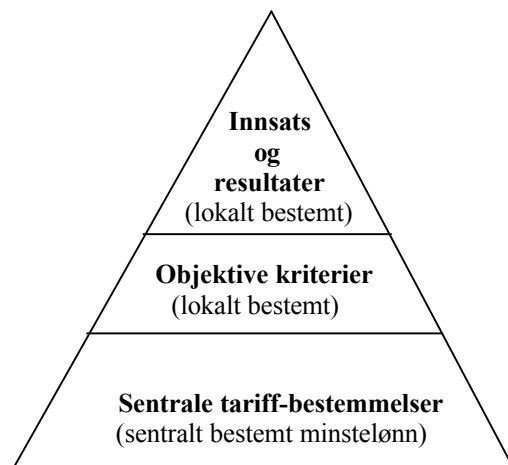 Innsats
og
resultater
(lokalt bestemt)
Objektive kriterier
(lokalt bestemt)
Sentrale tariff-bestemmelser
(sentralt bestemt minstelønn)